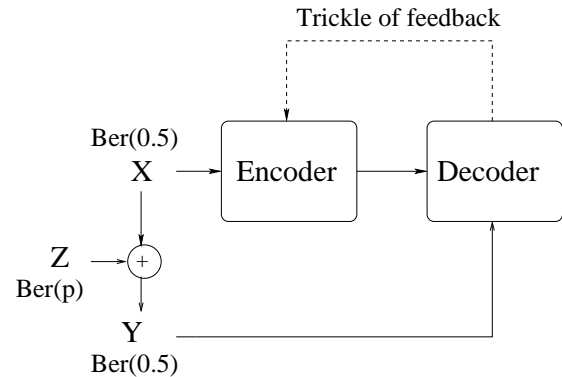 Trickle of feedback
Ber(0.5)
X
Encoder
Decoder
Z
+
Ber(p)
Y
Ber(0.5)